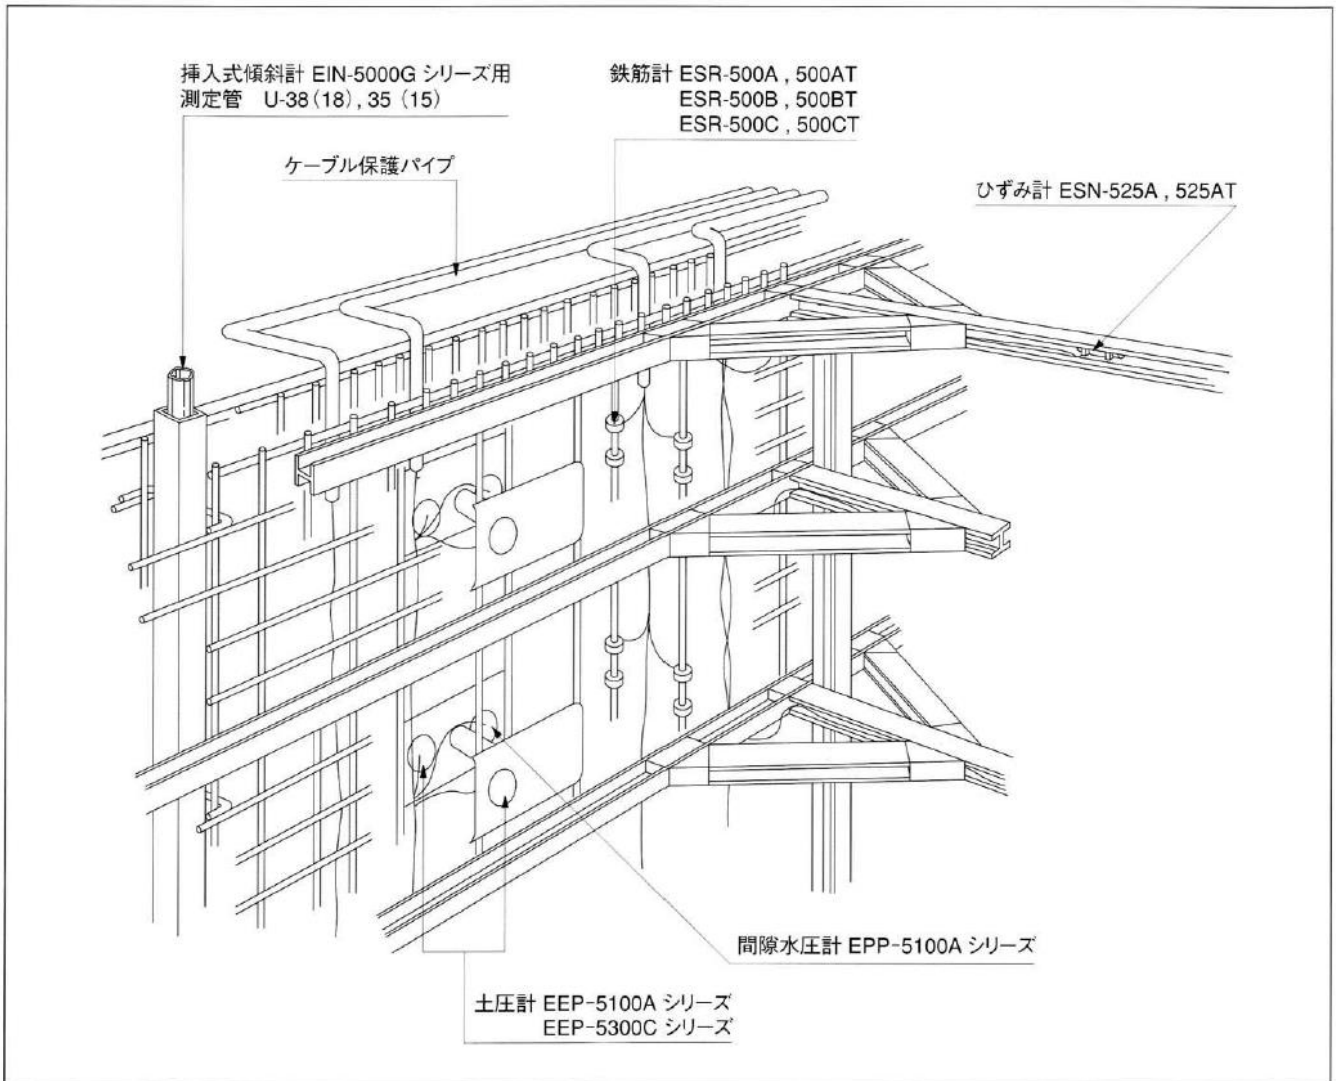 挿入式傾斜計 EIN-5000G シリーズ用
測定管 U-38(18), 35 (15)
鉄筋計 ESR-500A , 500AT
ESR-500B , 500BT
ESR-500C , 500CT
ケーブル保護パイプ
ひずみ計 ESN-525A , 525AT
間隙水圧計 EPP-5100A シリーズ
土圧計 EEP-5100A シリーズ
EEP-5300C シリーズ